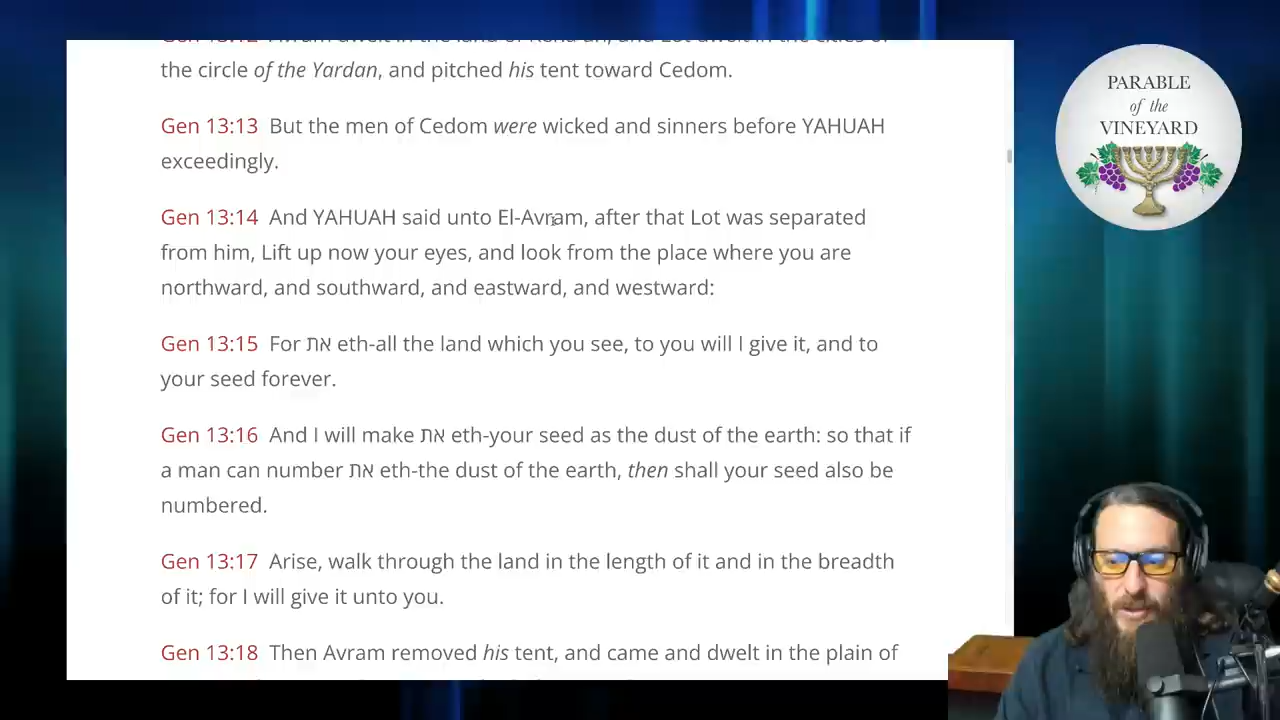 the circle of the Yardan, and pitched his tent toward Cedom.
Gen 13:13 But the men of Cedom were wicked and sinners before YAHUAH
exceedingly.
Gen 13:14 And YAHUAH said unto El-Avram, after that Lot was separated
from him, Lift up now your eyes, and look from the place where you are
northward, and southward, and eastward, and westward:
Gen 13:15 For את eth-all the land which you see, to you will I give it, and to
your seed forever.
Gen 13:16 And I will make את eth-your seed as the dust of the earth: so that if
a man can number את eth-the dust of the earth, then shall your seed also be
numbered.
Gen 13:17 Arise, walk through the land in the length of it and in the breadth
of it; for I will give it unto you.
Gen 13:18 Then Avram removed his tent, and came and dwelt in the plain of
PARABLE
of the
VINEYARD